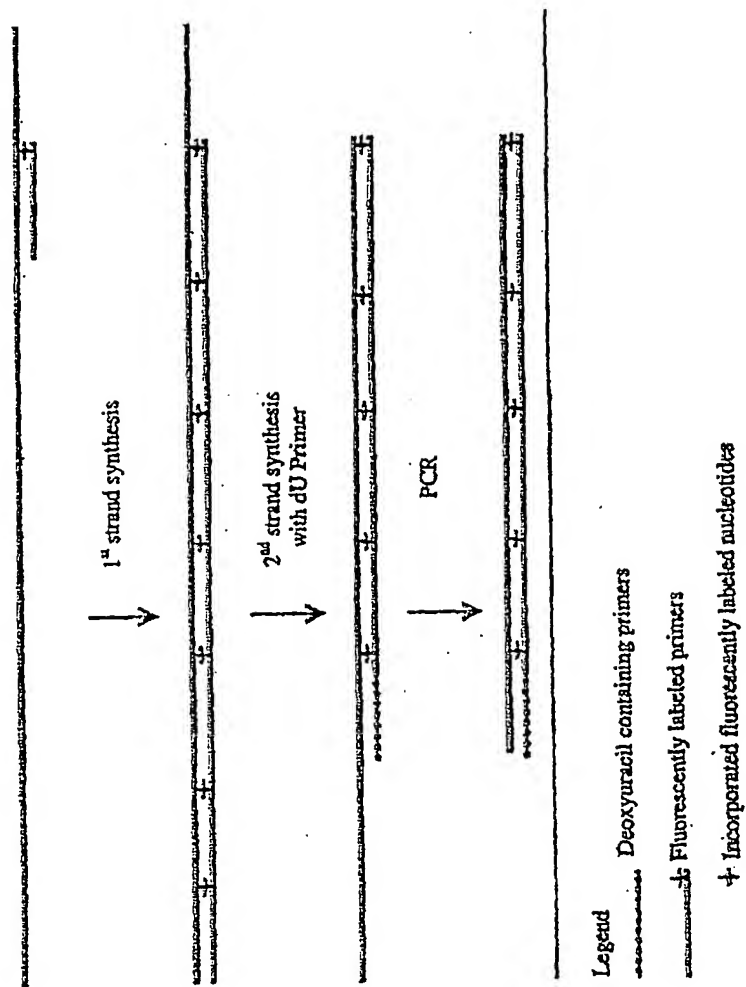 1st strand synthesis
2nd strand synthesis
with dU Primer
PCR
Legend
Deoxyuracil containing primers
Fluorescently labeled primers
Incorporated fluorescently labeled nucleotides